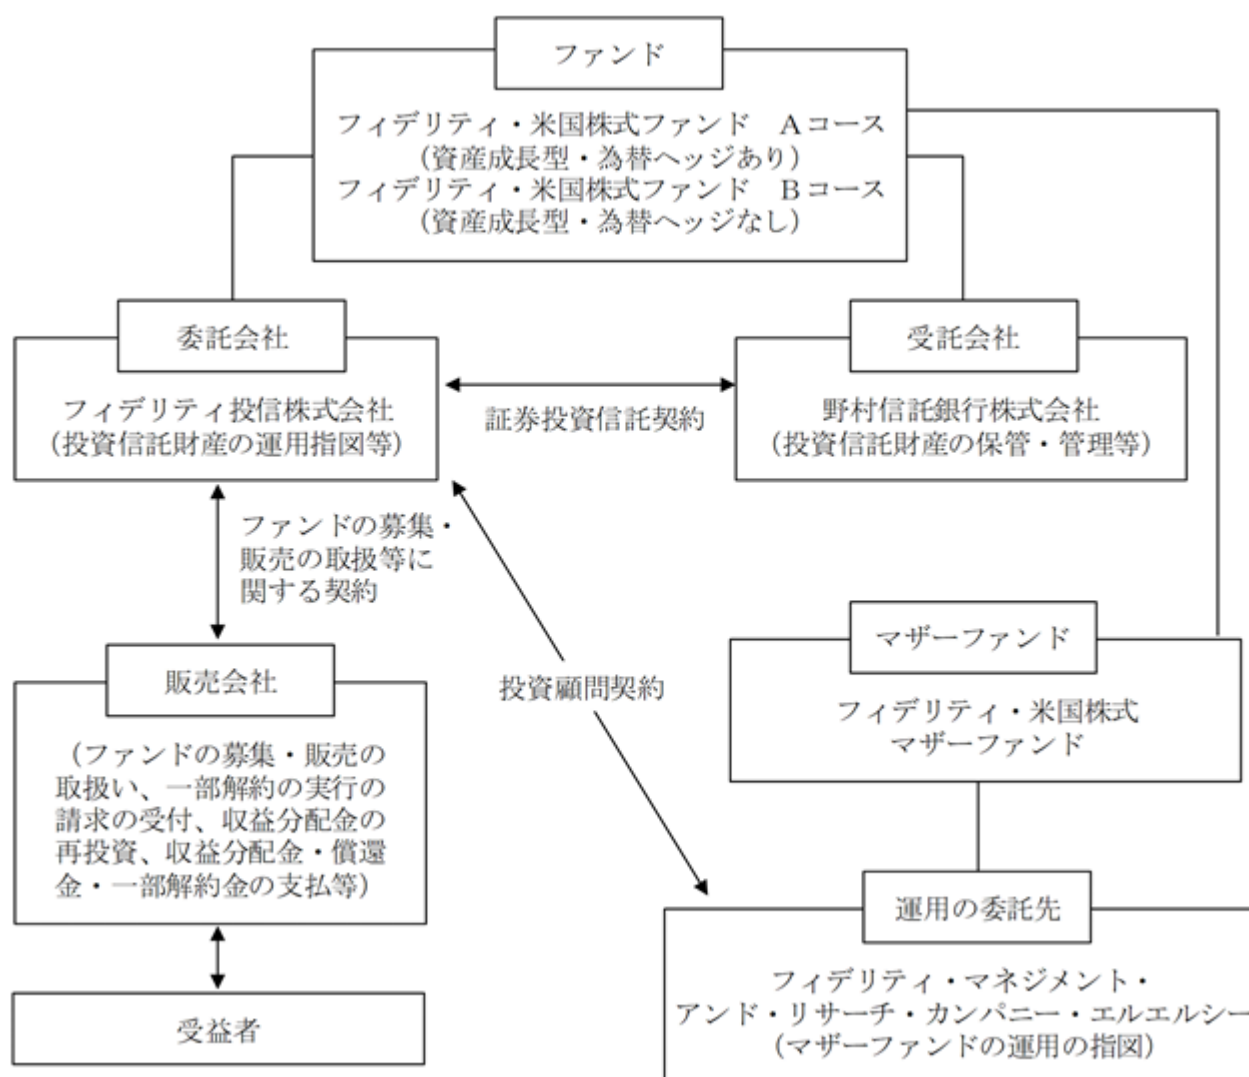 ファンド
フィデリティ・米国株式ファンド　Aコース
（資産成長型・為替ヘッジあり）
フィデリティ・米国株式ファンド　Bコース
（資産成長型・為替ヘッジなし）
委託会社
フィデリティ投信株式会社
（投資信託財産の運用指図等）
証券投資信託契約
受託会社
野村信託銀行株式会社
（投資信託財産の保管・管理等）
ファンドの募集・
販売の取扱等に
関する契約
投資顧問契約
マザーファンド
フィデリティ・米国株式
マザーファンド
販売会社
（ファンドの募集・販売の
取扱い、一部解約の実行の
請求の受付、収益分配金の
再投資、収益分配金・償還
金・一部解約金の支払等）
運用の委託先
フィデリティ・マネジメント・
アンド・リサーチ・カンパニー・エルエルシー
（マザーファンドの運用の指図）
受益者